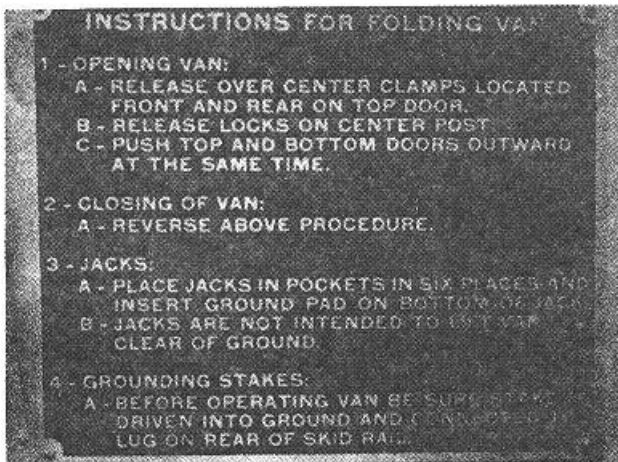 INSTRUCTIONS FOR FOLDING VAN
1 - OPENING VAN:
A - RELEASE OVER CENTER CLAMPS LOCATED
FRONT AND REAR ON TOP DOOR.
B - RELEASE LOCKS ON CENTER POST
C - PUSH TOP AND BOTTOM DOORS OUTWARD
AT THE SAME TIME.
2 - CLOSING OF VAN:
A - REVERSE ABOVE PROCEDURE.
3 - JACKS:
A - PLACE JACKS IN POCKETS IN SIX PLACES AND
INSERT GROUND PAD ON BOTTOM OF JACK
B - JACKS ARE NOT INTENDED TO LIFT VAN
CLEAR OF GROUND.
4 - GROUNDING STAKES:
A - BEFORE OPERATING VAN BE SURE
DRIVEN INTO GROUND AND CONNECTED
LUG ON REAR OF SKID RAIL.